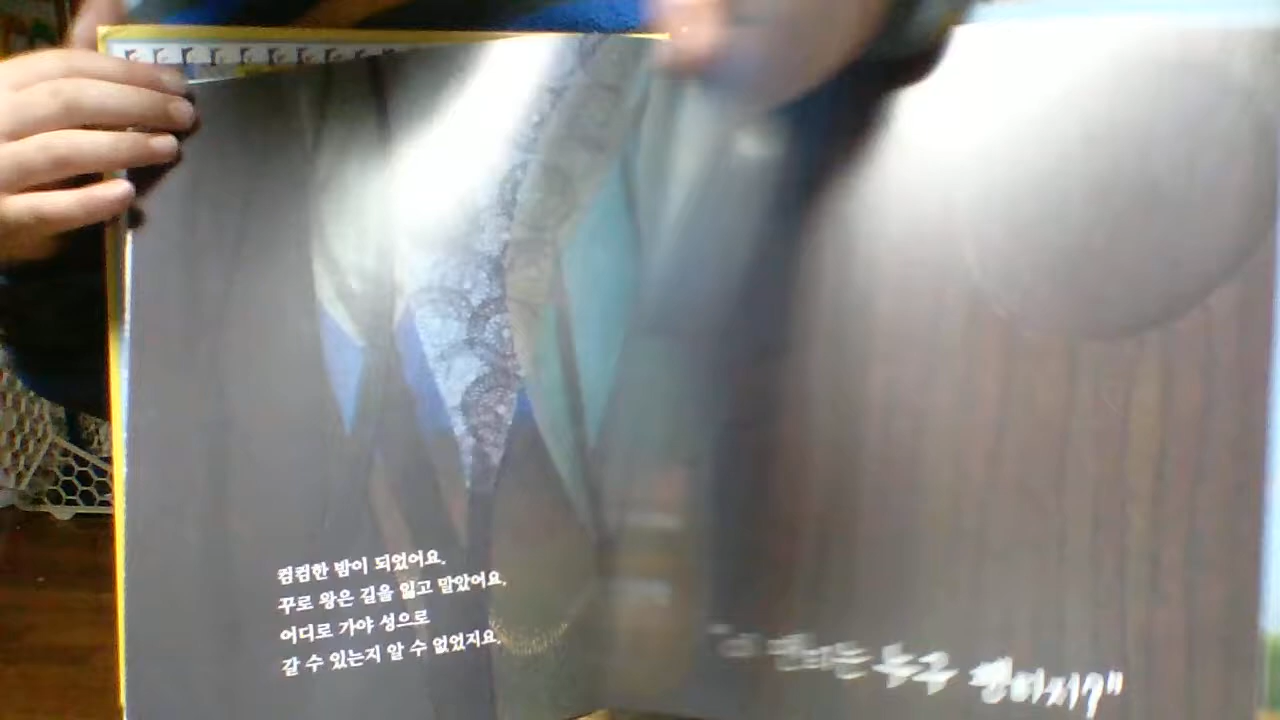 컴컴한 밤이 되었어요.
꾸로 왕은 길을 잃고 말았어요.
어디로 가야 성으로
갈 수 있는지 알 수 없었지요.
누구